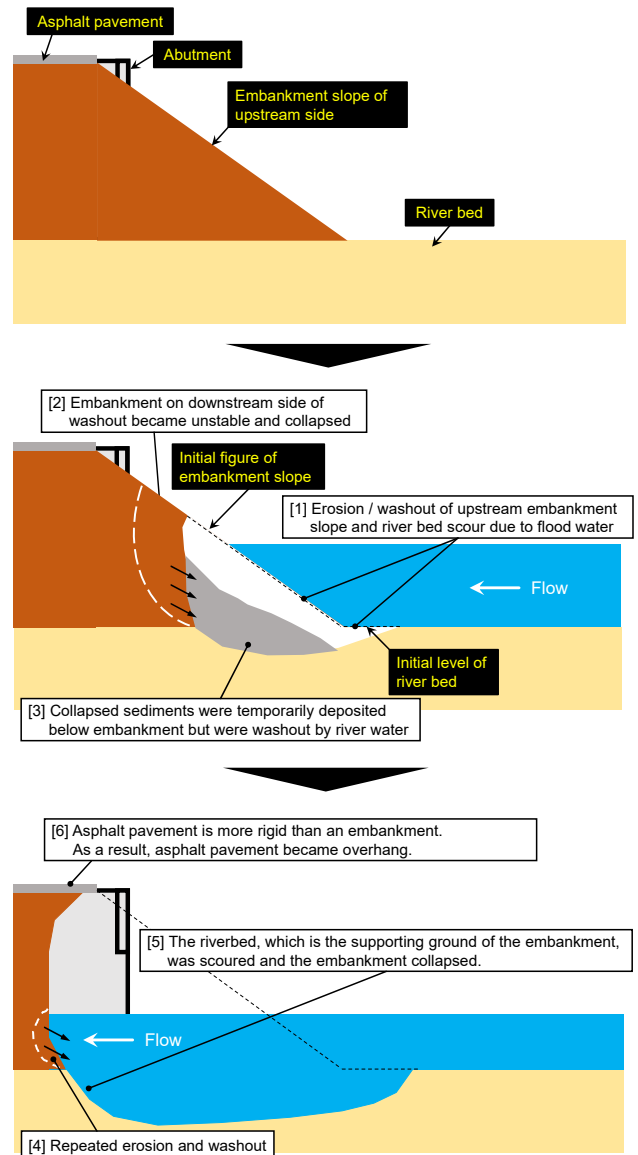 Asphalt pavement
Abutment
Embankment slope of
upstream side
River bed
[2] Embankment on downstream side of
washout became unstable and collapsed
Initial figure of
embankment slope
[1] Erosion / washout of upstream embankment
slope and river bed scour due to flood water
Flow
Initial level of
river bed
[3] Collapsed sediments were temporarily deposited
below embankment but were washout by river water
[6] Asphalt pavement is more rigid than an embankment.
As a result, asphalt pavement became overhang.
[5] The riverbed, which is the supporting ground of the embankment,
was scoured and the embankment collapsed.
Flow
[4] Repeated erosion and washout